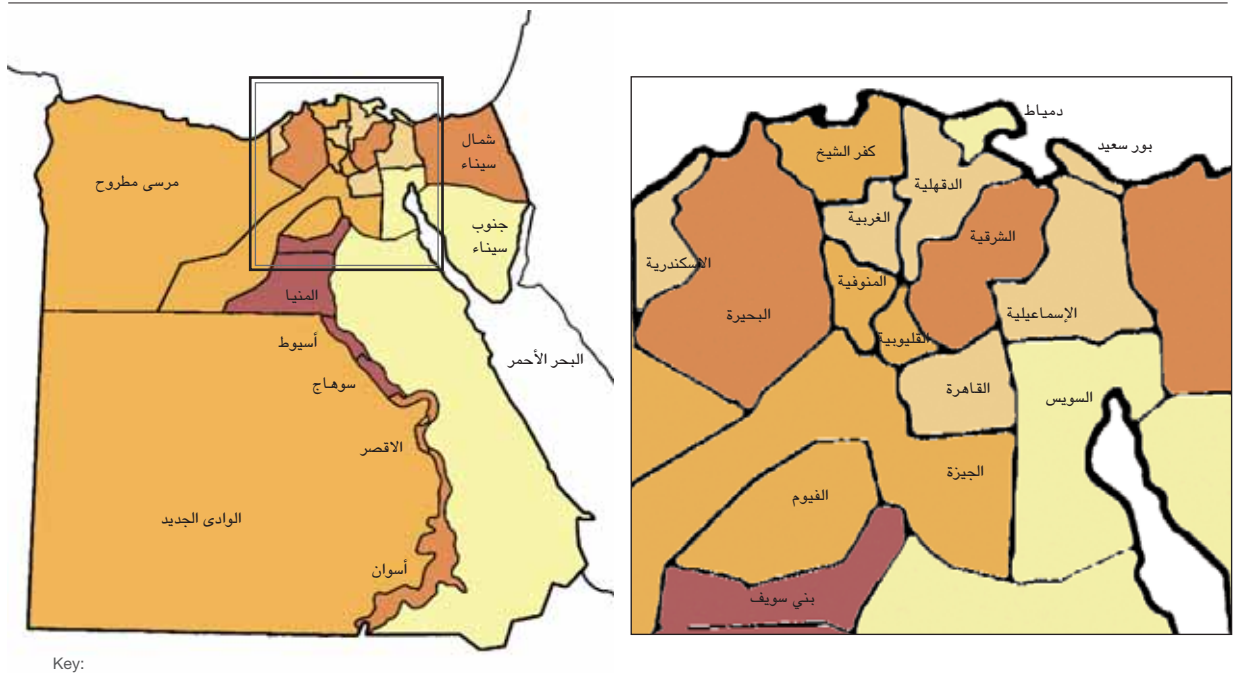 شمال
سيناء
مرسى مطروح
جنوب
سيناء
المنيا
أسيوط
البحر الأحمر
سوهاج
الاقصر
الوادى الجديد
أسوان
دمياط
بور سعيد
كفر الشيخ
الدقهلية
الغربية
الشرقية
الاسكندرية
المنوفية
البحيرة
الإسماعيلية
القليوبية
القاهرة
السويس
الجيزة
الفيوم
بني سويف
Key: